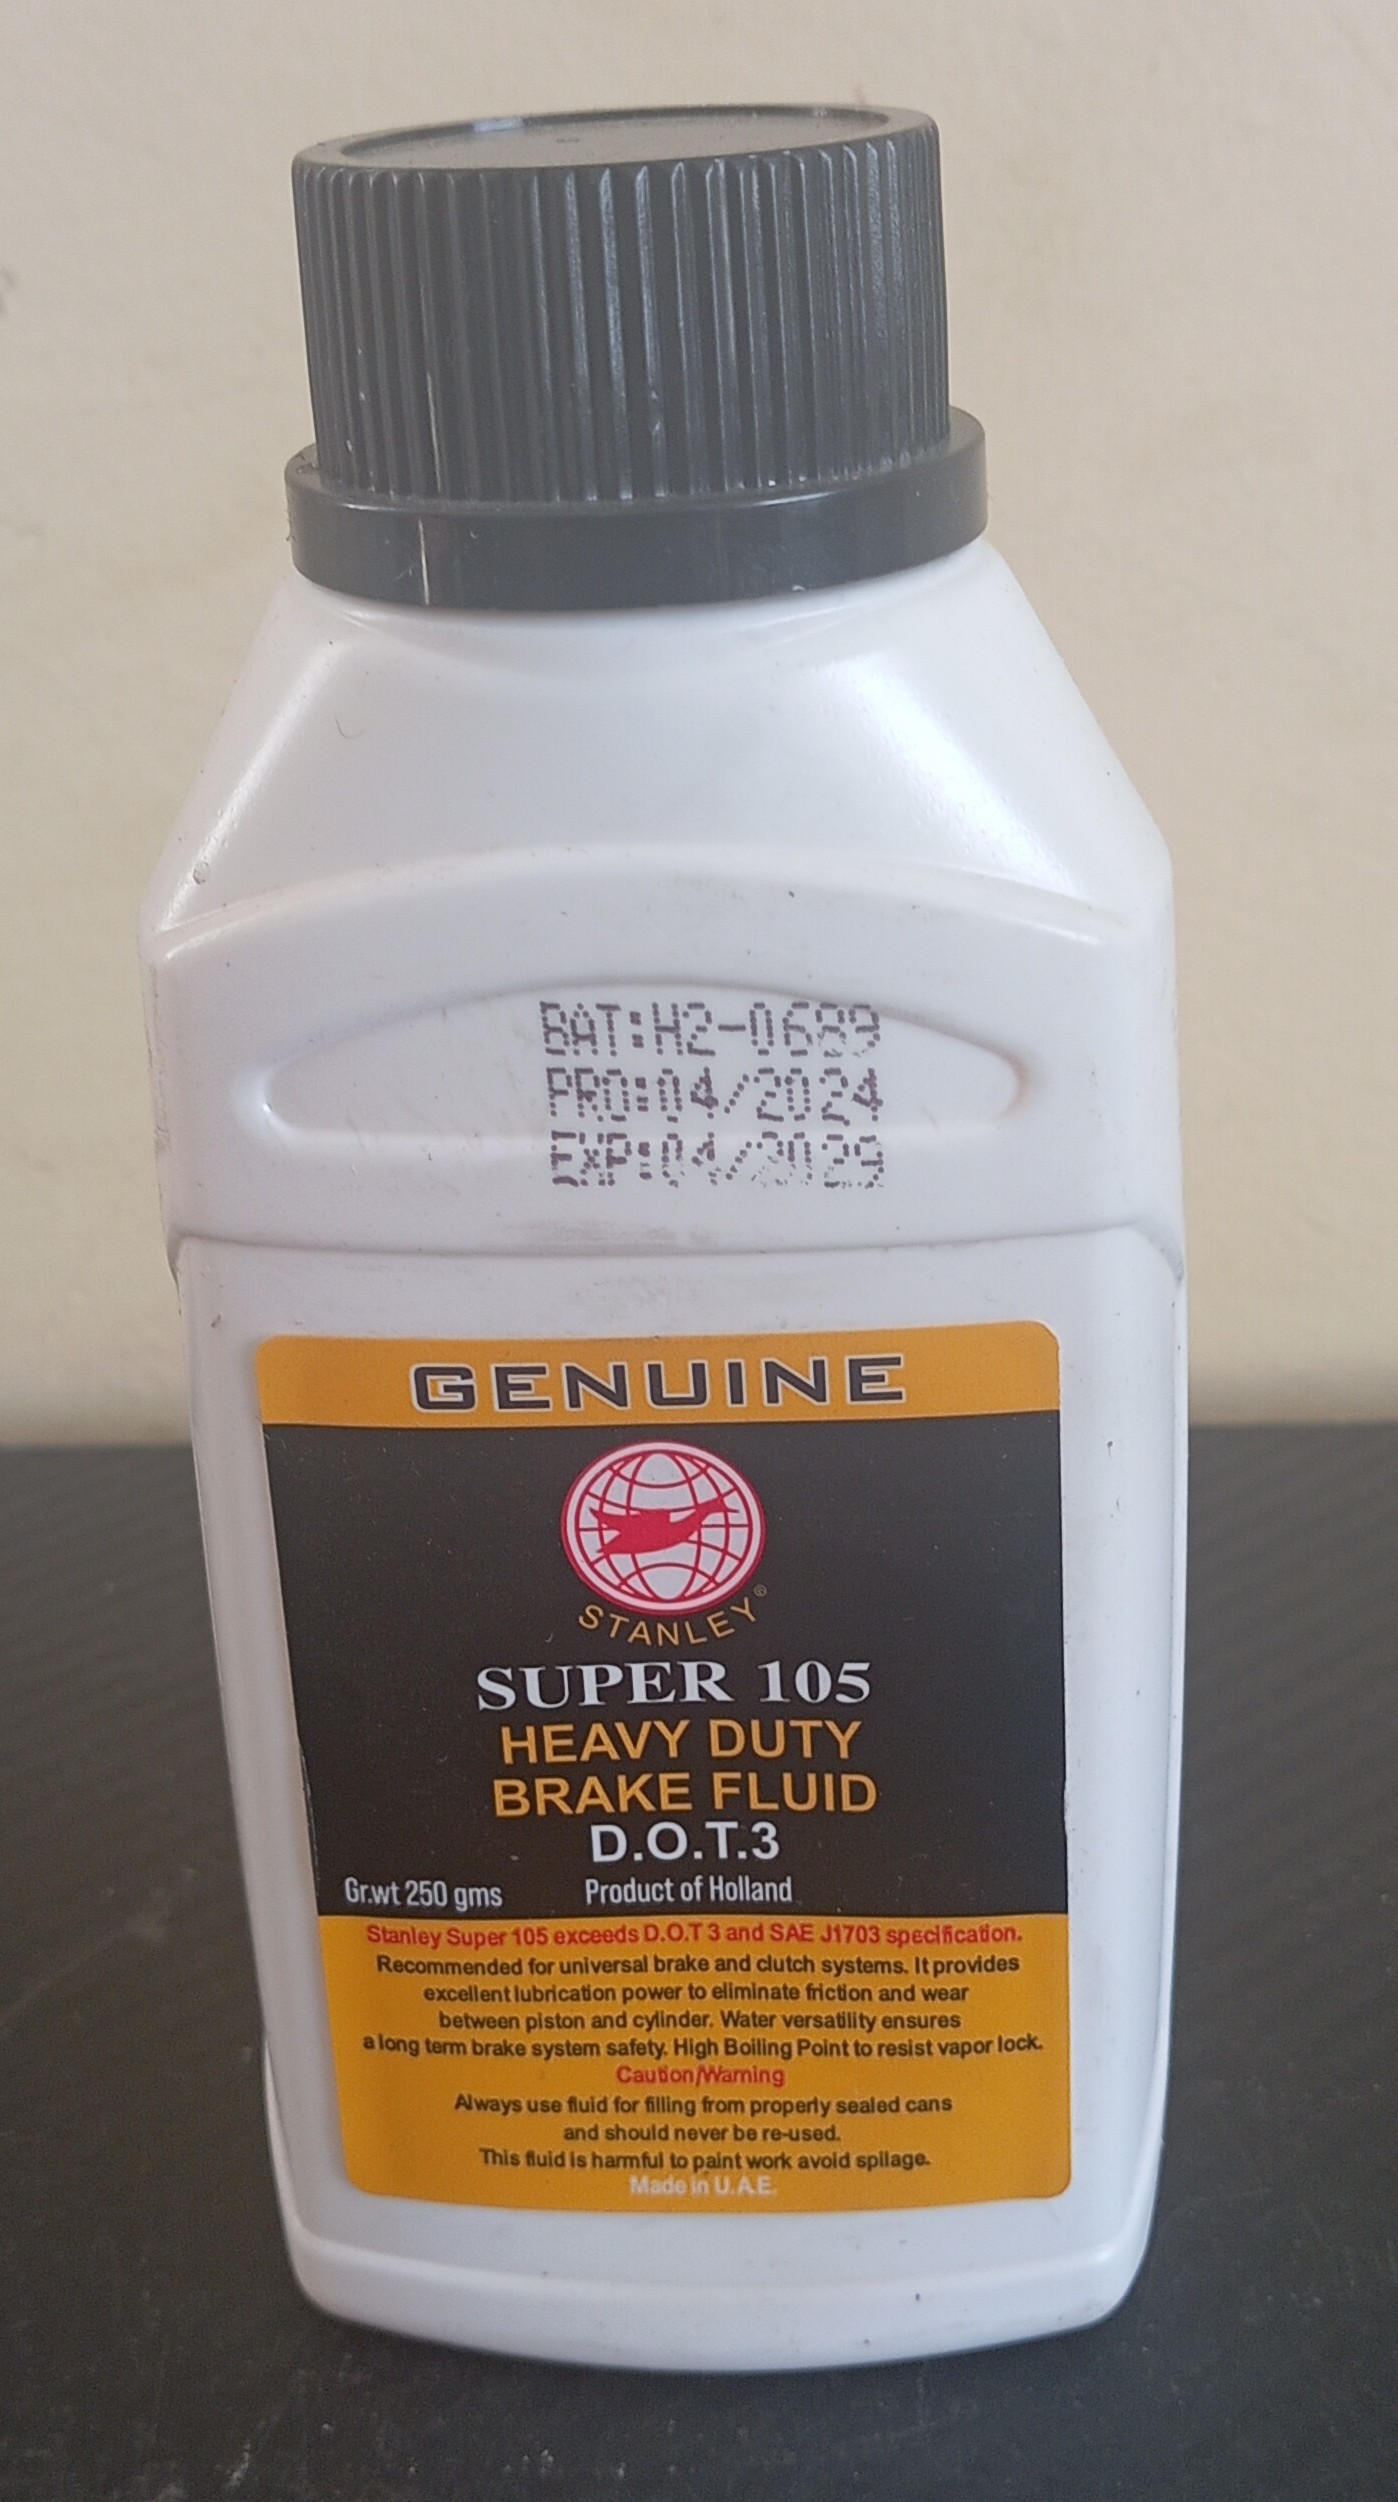 BAT:H2-0680
PRO:04/2024
EXP:04/2028
GENUINE
STANLEY®
SUPER 105
HEAVY DUTY
BRAKE FLUID
D.O.T.3
Gr.wt 250 gms Product of Holland
Stanley Super 105 exceeds D.O.T 3 and SAE J1703 specification.
Recommended for universal brake and clutch systems. It provides
excellent lubrication power to eliminate friction and wear
between piston and cylinder. Water versatility ensures
a long term brake system safety. High Boiling Point to resist vapor lock.
Caution/Warning
Always use fluid for filling from properly sealed cans
and should never be re-used.
This fluid is harmful to paint work avoid spilage.
Made in U.A.E.